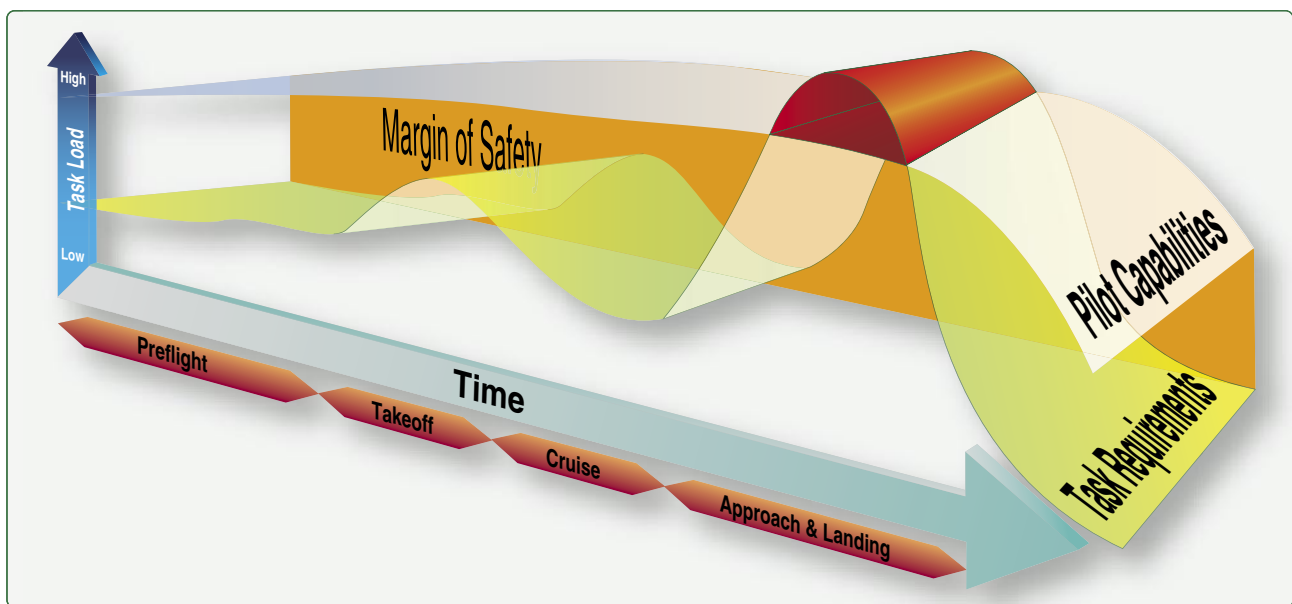 High
Task Load
Low
Margin of Safety
Pilot Capabilities
Task Requirements
Time
Preflight
Takeoff
Cruise
Approach & Landing